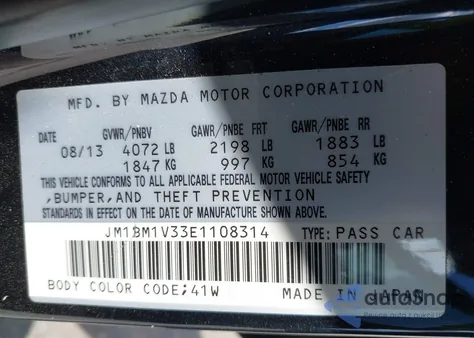 MFD. BY MAZDA MOTOR CORPORATION
DATE GVWR/PNBV GAWR/PNBE FRT GAWR/PNBE RR
08/13 4072 LB 2198 LB 1883 LB
1847 KG 997 KG 854 KG
THIS VEHICLE CONFORMS TO ALL APPLICABLE FEDERAL MOTOR VEHICLE SAFETY
,BUMPER,AND THEFT PREVENTION
STANDARDS IN EFFECT ON THE DATE OF MANUFACTURE SHOWN ABOVE.
JM1BM1V33E1108314 TYPE: PASS CAR
BODY COLOR CODE;41W MADE IN JAPAN